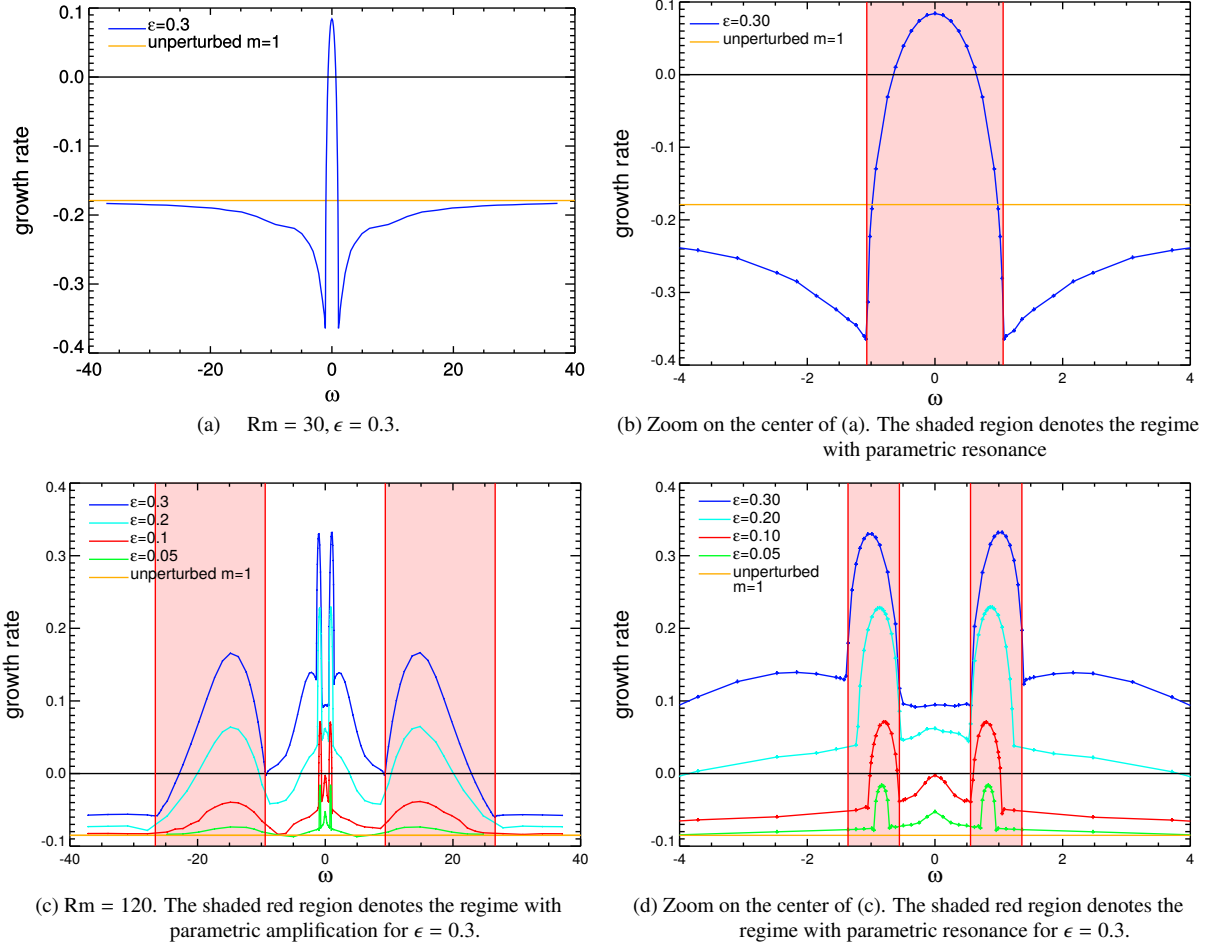 ε=0.3
unperturbed m=1
growth rate
0.1
0.0
-0.1
-0.2
-0.3
-0.4
-40 -20 0 20 40
ω
(a) Rm = 30, ϵ = 0.3.
ε=0.30
unperturbed m=1
growth rate
0.1
0.0
-0.1
-0.2
-0.3
-0.4
-4 -2 0 2 4
ω
(b) Zoom on the center of (a). The shaded region denotes the regime
with parametric resonance
ε=0.3
ε=0.2
ε=0.1
ε=0.05
unperturbed m=1
growth rate
0.4
0.3
0.2
0.1
0.0
-0.1
-40 -20 0 20 40
ω
(c) Rm = 120. The shaded red region denotes the regime with
parametric amplification for ϵ = 0.3.
ε=0.30
ε=0.20
ε=0.10
ε=0.05
unperturbed
m=1
growth rate
0.4
0.3
0.2
0.1
0.0
-0.1
-4 -2 0 2 4
ω
(d) Zoom on the center of (c). The shaded red region denotes the
regime with parametric resonance for ϵ = 0.3.